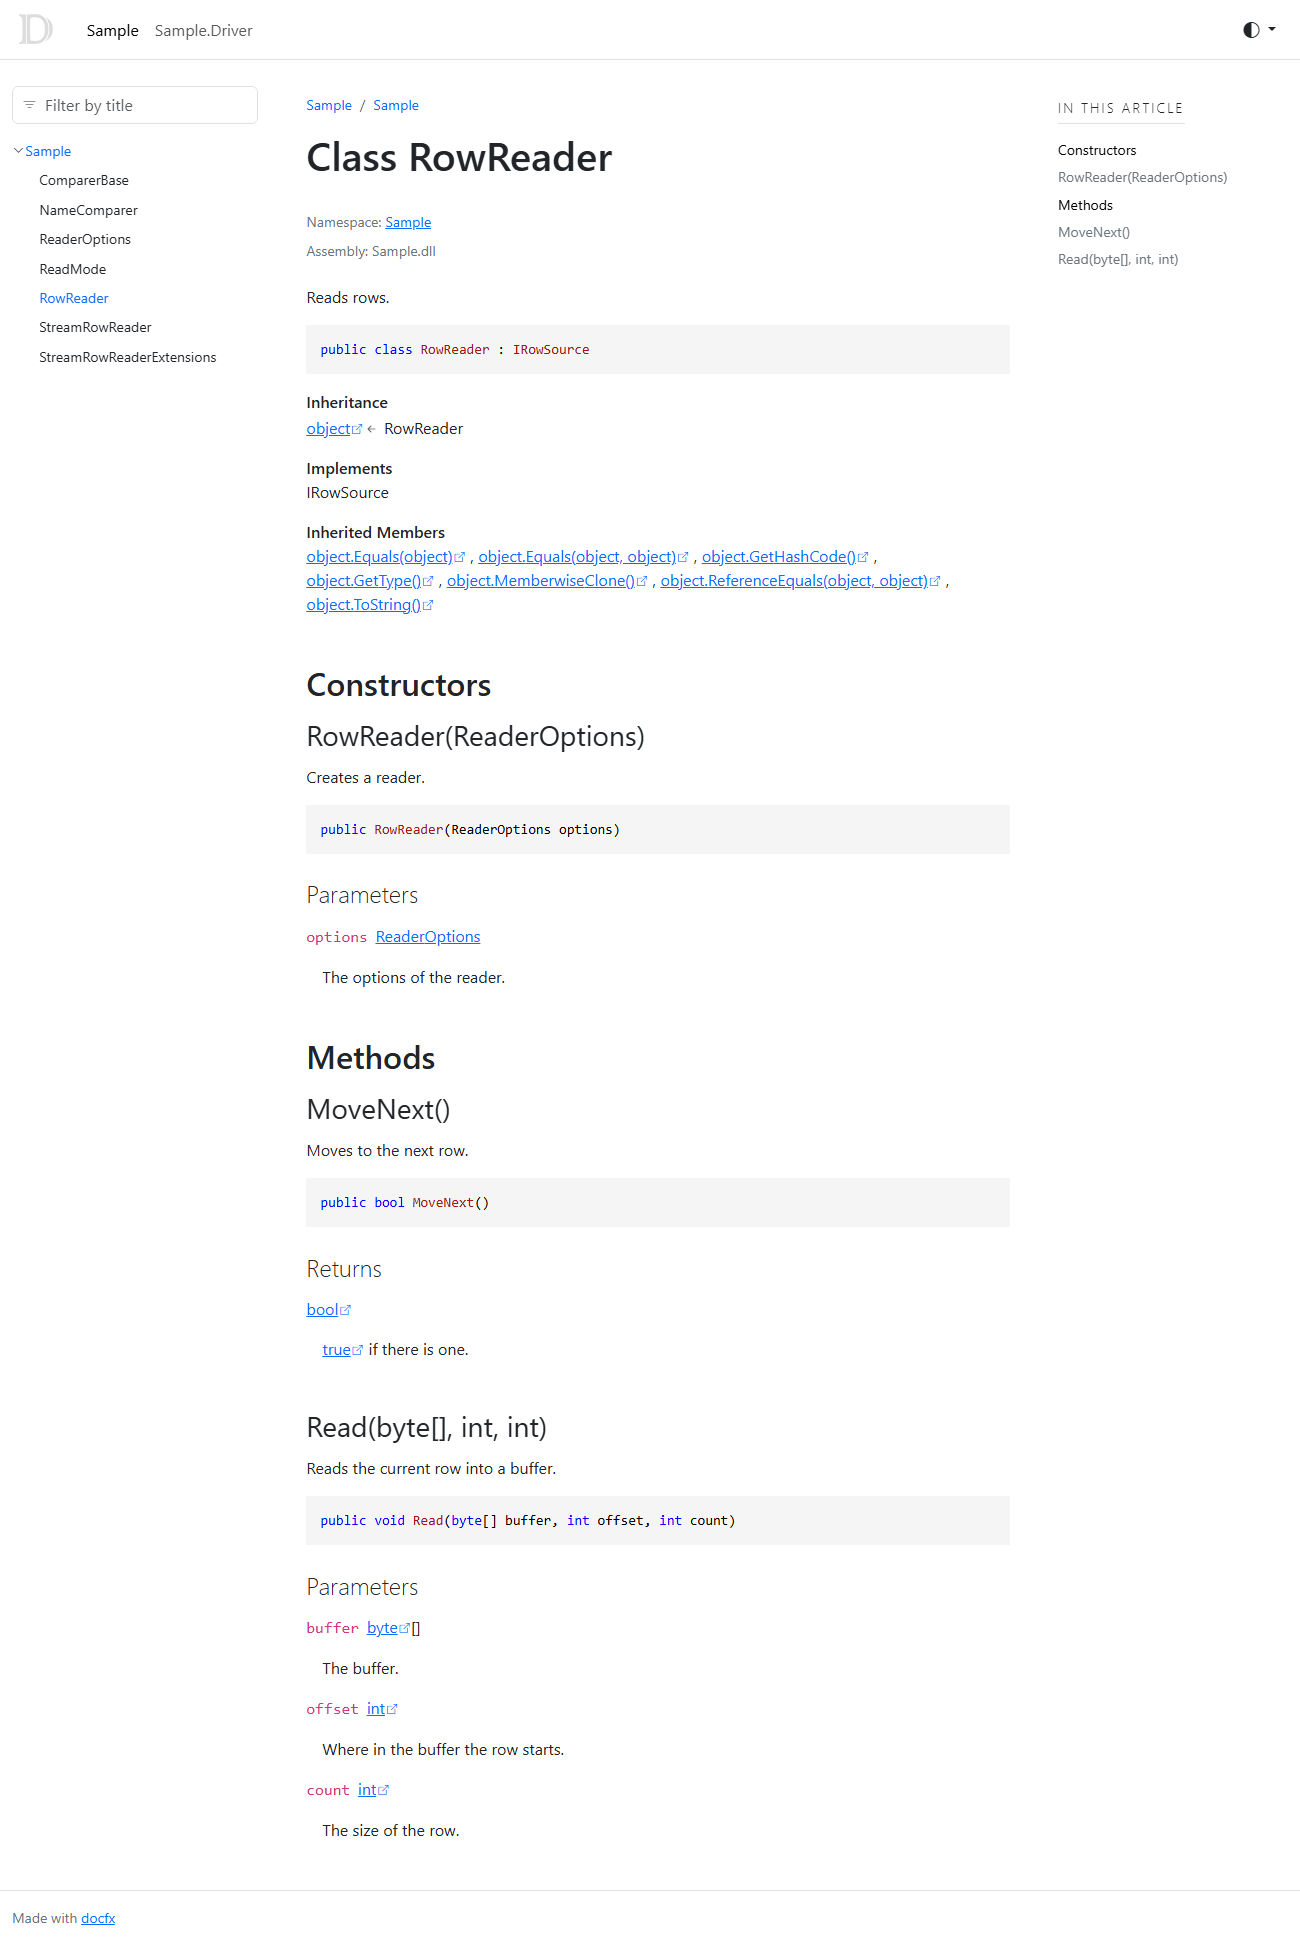 D
Sample Sample.Driver
Filter by title
Sample
ComparerBase
NameComparer
ReaderOptions
ReadMode
RowReader
StreamRowReader
StreamRowReaderExtensions
Sample / Sample
Class RowReader
Namespace: Sample
Assembly: Sample.dll
Reads rows.
public class RowReader : IRowSource
Inheritance
object ← RowReader
Implements
IRowSource
Inherited Members
object.Equals(object) , object.Equals(object, object) , object.GetHashCode() ,
object.GetType() , object.MemberwiseClone() , object.ReferenceEquals(object, object) ,
object.ToString()
Constructors
RowReader(ReaderOptions)
Creates a reader.
public RowReader(ReaderOptions options)
Parameters
options ReaderOptions
The options of the reader.
Methods
MoveNext()
Moves to the next row.
public bool MoveNext()
Returns
bool
true if there is one.
Read(byte[], int, int)
Reads the current row into a buffer.
public void Read(byte[] buffer, int offset, int count)
Parameters
buffer byte[]
The buffer.
offset int
Where in the buffer the row starts.
count int
The size of the row.
IN THIS ARTICLE
Constructors
RowReader(ReaderOptions)
Methods
MoveNext()
Read(byte[], int, int)
Made with docfx